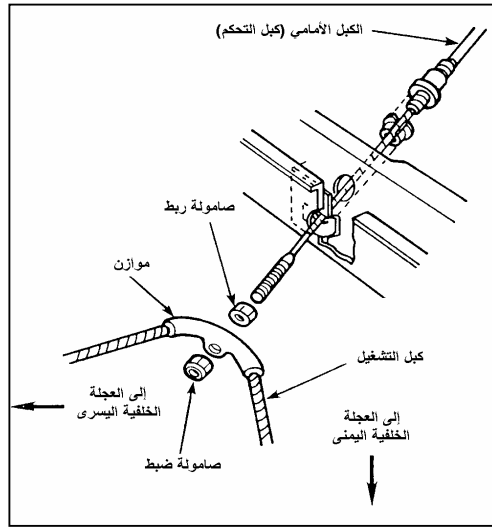 الكبل الأمامي (كبل التحكم)
صامولة ربط
موازن
كبل التشغيل
إلى العجلة
الخلفية اليسرى
إلى العجلة
الخلفية اليمنى
صامولة ضبط